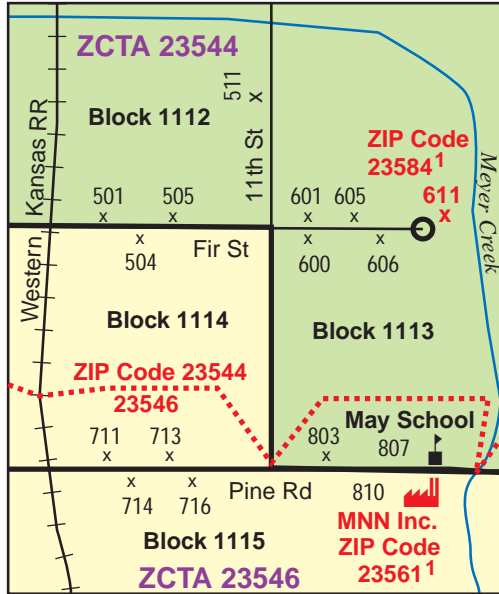 ZCTA 23544
511
Kansas RR
Block 1112
11th St
ZIP Code
23584¹
Meyer Creek
501
505
601
605
611
504
Fir St
600
606
Western
Block 1114
Block 1113
ZIP Code 23544
23546
May School
711
713
803
807
714
716
Pine Rd
810
MNN Inc.
Block 1115
ZIP Code
ZCTA 23546
23561¹